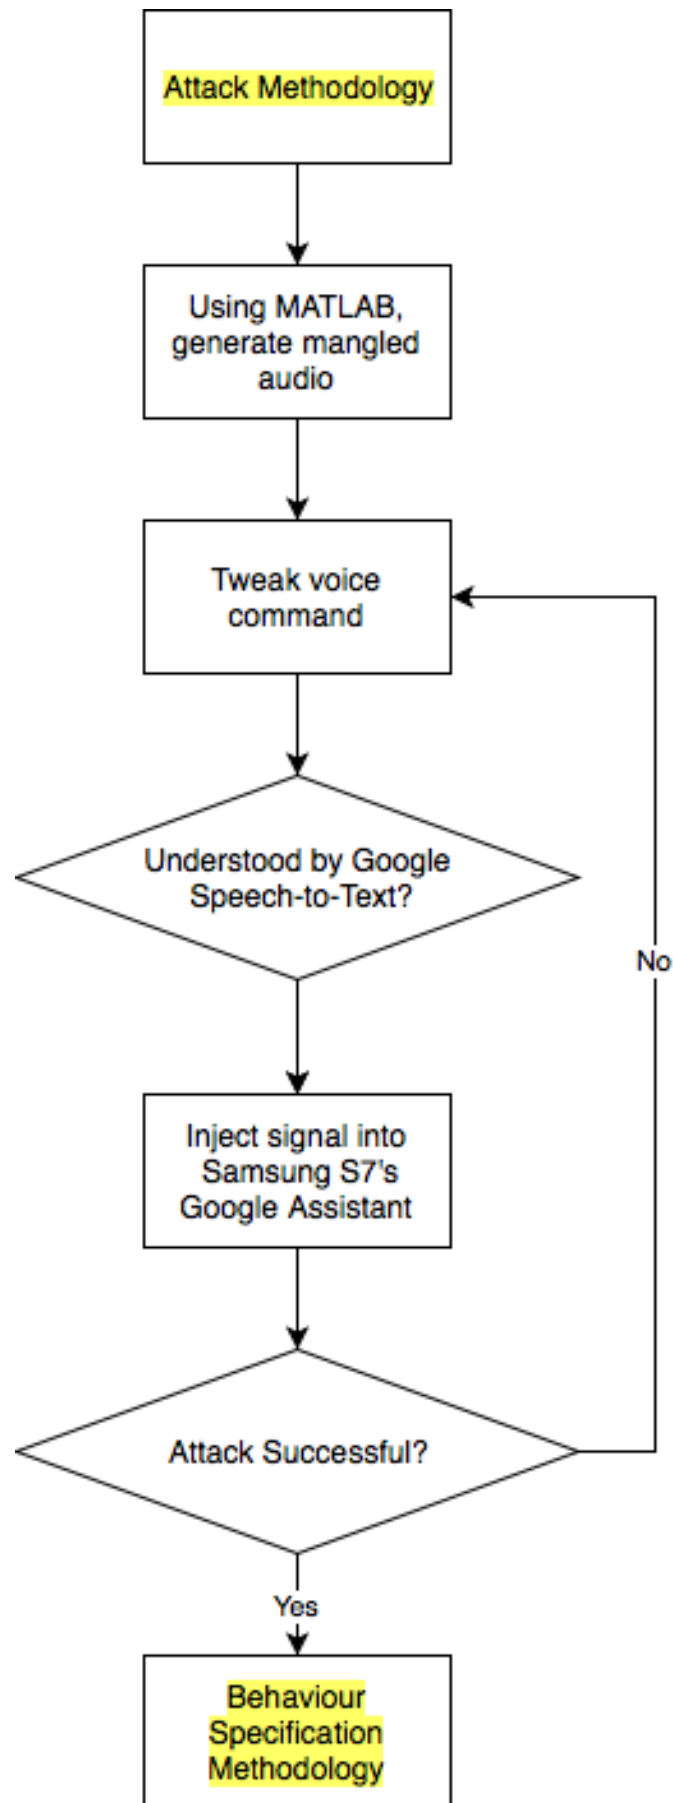 Attack Methodology
Using MATLAB,
generate mangled
audio
Tweak voice
command
Understood by Google
Speech-to-Text?
No
Inject signal into
Samsung S7's
Google Assistant
Attack Successful?
Yes
Behaviour
Specification
Methodology